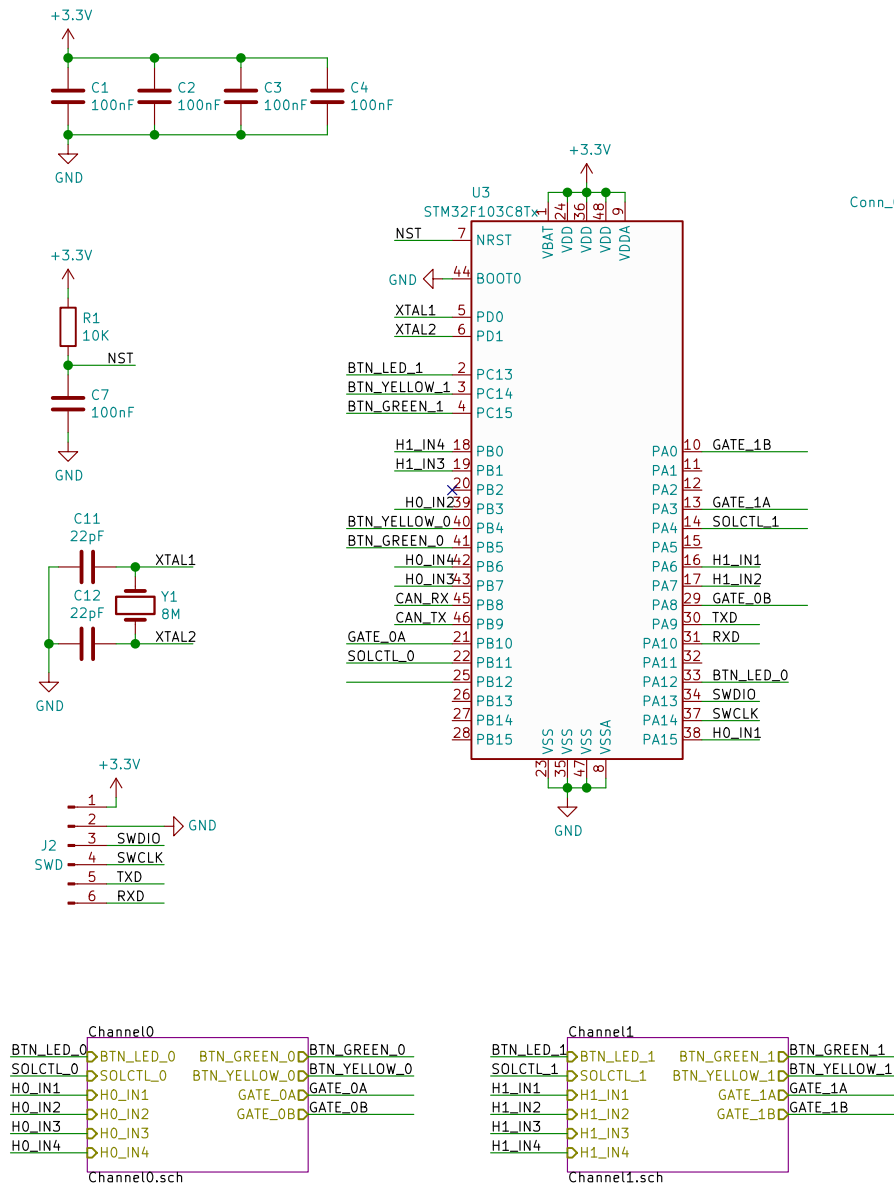 +3.3V
C1
100nF
C2
100nF
C3
100nF
C4
100nF
GND
+3.3V
R1
10K
NST
C7
100nF
GND
C11
22pF
XTAL1
Y1
8M
C12
22pF
XTAL2
GND
+3.3V
1
2 GND
3 SWDIO
4 SWCLK
5 TXD
6 RXD
J2
SWD
+3.3V
U3
STM32F103C8Tx
1 VBAT
24 VDD
36 VDD
48 VDD
9 VDDA
NST 7 NRST
GND 44 BOOT0
XTAL1 5 PD0
XTAL2 6 PD1
BTN_LED_1 2 PC13
BTN_YELLOW_1 3 PC14
BTN_GREEN_1 4 PC15
H1_IN4 18 PB0
H1_IN3 19 PB1
20 PB2
H0_IN2 39 PB3
BTN_YELLOW_0 40 PB4
BTN_GREEN_0 41 PB5
H0_IN4 42 PB6
H0_IN3 43 PB7
CAN_RX 45 PB8
CAN_TX 46 PB9
GATE_0A 21 PB10
SOLCTL_0 22 PB11
25 PB12
26 PB13
27 PB14
28 PB15
PA0 10 GATE_1B
PA1 11
PA2 12
PA3 13 GATE_1A
PA4 14 SOLCTL_1
PA5 15
PA6 16 H1_IN1
PA7 17 H1_IN2
PA8 29 GATE_0B
PA9 30 TXD
PA10 31 RXD
PA11 32
PA12 33 BTN_LED_0
PA13 34 SWDIO
PA14 37 SWCLK
PA15 38 H0_IN1
VSS 23
VSS 35
VSS 47
VSSA 8
GND
Channel0
BTN_LED_0 BTN_LED_0 BTN_GREEN_0 BTN_GREEN_0
SOLCTL_0 SOLCTL_0 BTN_YELLOW_0 BTN_YELLOW_0
H0_IN1 H0_IN1 GATE_0A GATE_0A
H0_IN2 H0_IN2 GATE_0B GATE_0B
H0_IN3 H0_IN3
H0_IN4 H0_IN4
Channel0.sch
Channel1
BTN_LED_1 BTN_LED_1 BTN_GREEN_1 BTN_GREEN_1
SOLCTL_1 SOLCTL_1 BTN_YELLOW_1 BTN_YELLOW_1
H1_IN1 H1_IN1 GATE_1A GATE_1A
H1_IN2 H1_IN2 GATE_1B GATE_1B
H1_IN3 H1_IN3
H1_IN4 H1_IN4
Channel1.sch